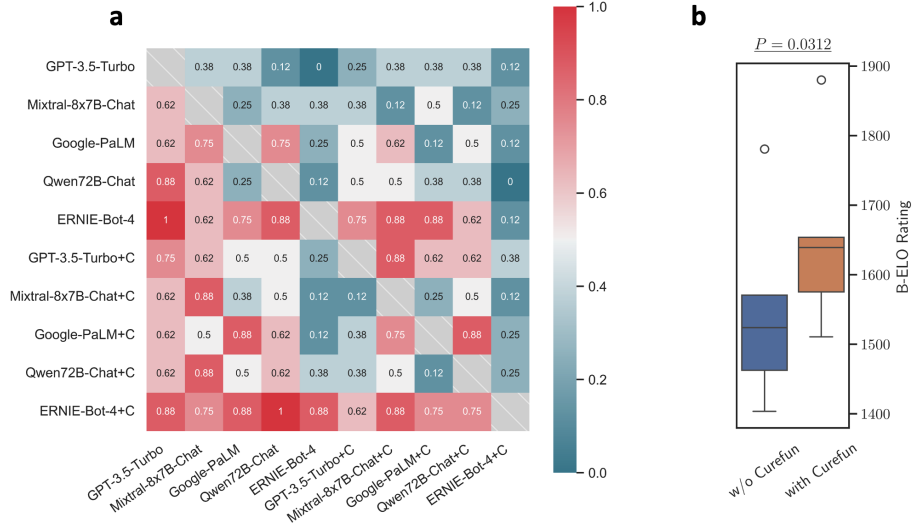 a
b
P = 0.0312
GPT-3.5-Turbo 0.38 0.38 0.12 0 0.25 0.38 0.38 0.38 0.12
Mixtral-8x7B-Chat 0.62 0.25 0.38 0.38 0.38 0.12 0.5 0.12 0.25
Google-PaLM 0.62 0.75 0.75 0.25 0.5 0.62 0.12 0.5 0.12
Qwen72B-Chat 0.88 0.62 0.25 0.12 0.5 0.5 0.38 0.38 0
ERNIE-Bot-4 1 0.62 0.75 0.88 0.75 0.88 0.88 0.62 0.12
GPT-3.5-Turbo+C 0.75 0.62 0.5 0.5 0.25 0.88 0.62 0.62 0.38
Mixtral-8x7B-Chat+C 0.62 0.88 0.38 0.5 0.12 0.12 0.25 0.5 0.12
Google-PaLM+C 0.62 0.5 0.88 0.62 0.12 0.38 0.75 0.88 0.25
Qwen72B-Chat+C 0.62 0.88 0.5 0.62 0.38 0.38 0.5 0.12 0.25
ERNIE-Bot-4+C 0.88 0.75 0.88 1 0.88 0.62 0.88 0.75 0.75
GPT-3.5-Turbo
Mixtral-8x7B-Chat
Google-PaLM
Qwen72B-Chat
ERNIE-Bot-4
GPT-3.5-Turbo+C
Mixtral-8x7B-Chat+C
Google-PaLM+C
Qwen72B-Chat+C
ERNIE-Bot-4+C
1.0
0.8
0.6
0.4
0.2
0.0
1900
1800
1700
1600
1500
1400
B-ELO Rating
w/o Curefun
with Curefun